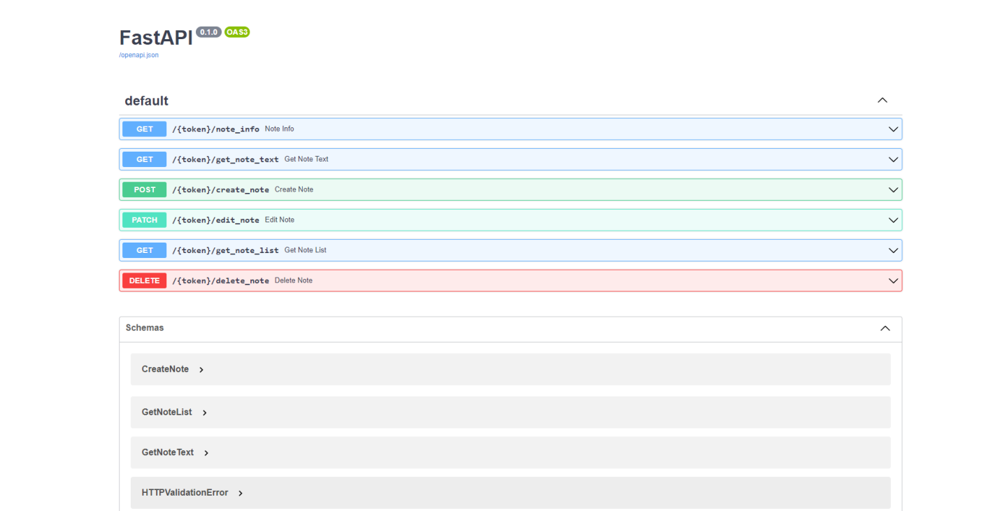 FastAPI 0.1.0 OAS3
/openapi.json
default
GET /{token}/note_info Note Info
GET /{token}/get_note_text Get Note Text
POST /{token}/create_note Create Note
PATCH /{token}/edit_note Edit Note
GET /{token}/get_note_list Get Note List
DELETE /{token}/delete_note Delete Note
Schemas
CreateNote
GetNoteList
GetNoteText
HTTPValidationError